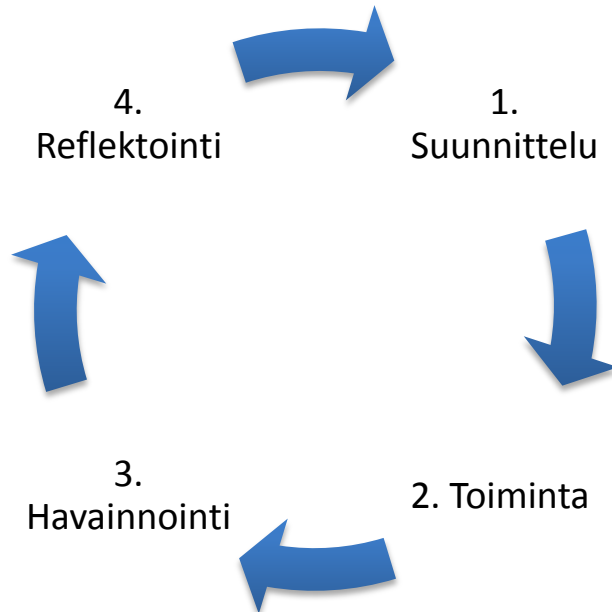 1.
Suunnittelu
2. Toiminta
3.
Havainnointi
4.
Reflektointi